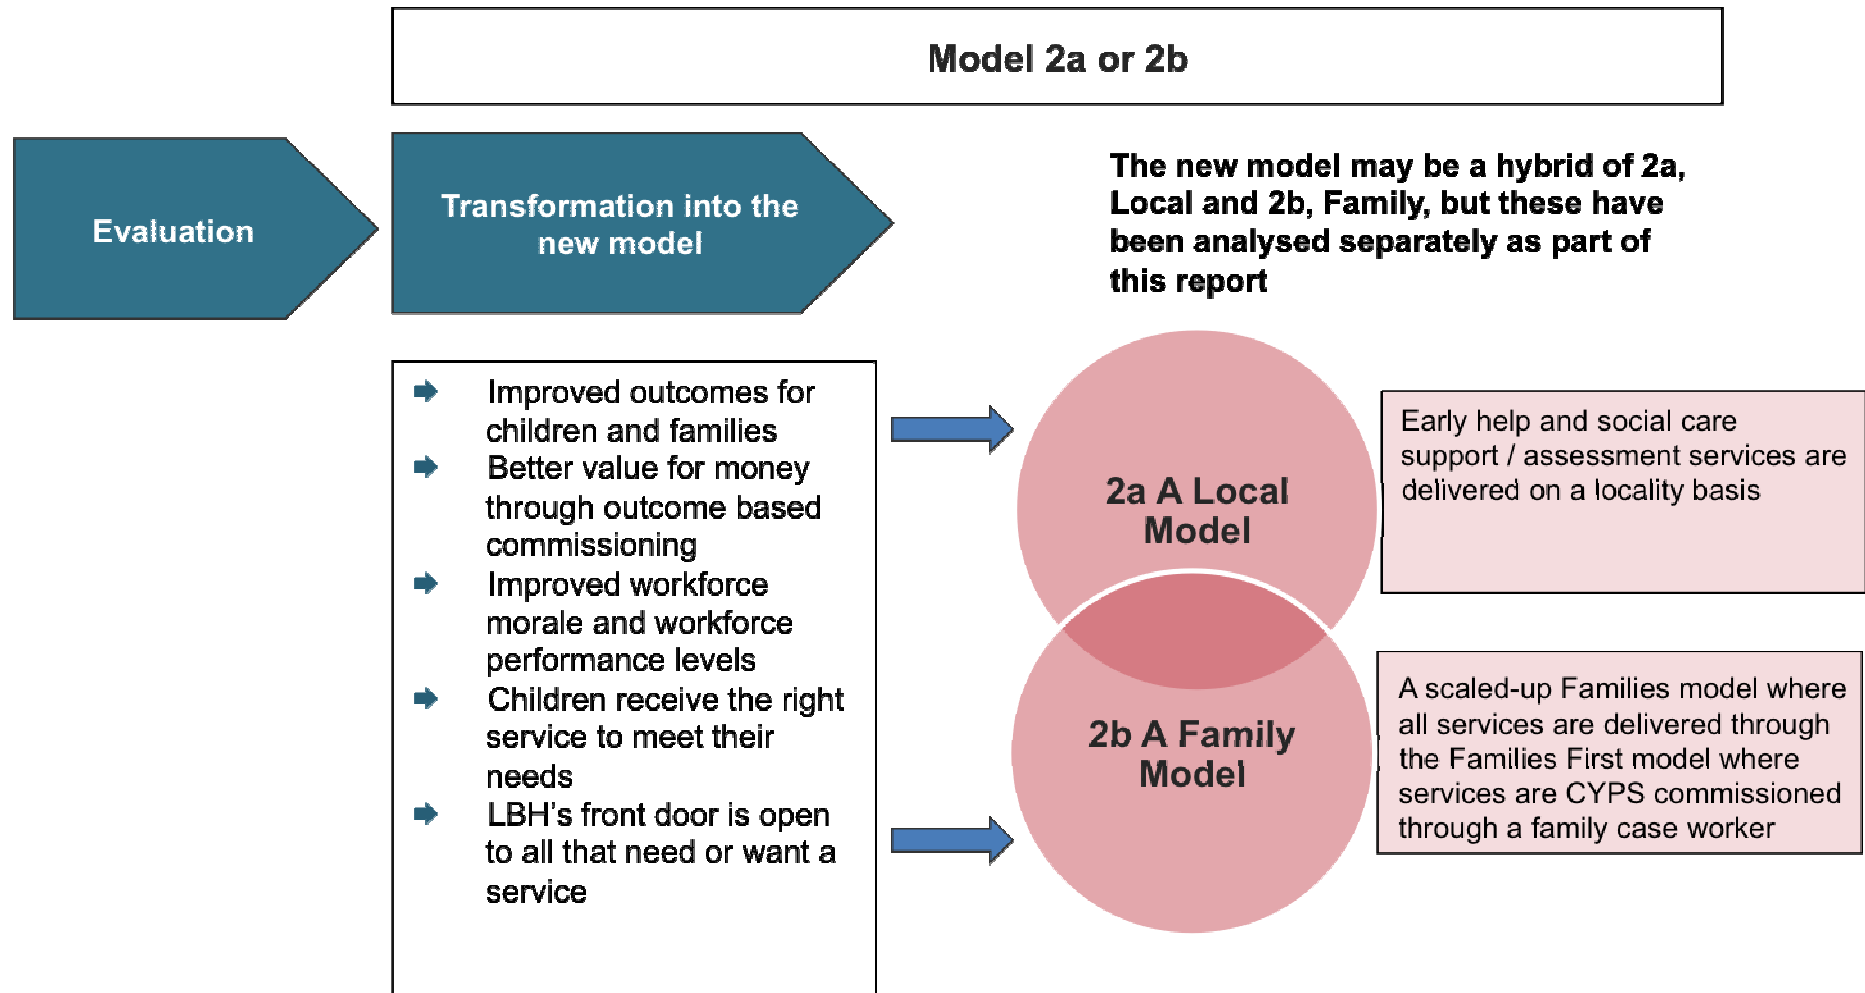 Model 2a or 2b
Evaluation
Transformation into the
new model
The new model may be a hybrid of 2a,
Local and 2b, Family, but these have
been analysed separately as part of
this report
Improved outcomes for
children and families
Better value for money
through outcome based
commissioning
Improved workforce
morale and workforce
performance levels
Children receive the right
service to meet their
needs
LBH’s front door is open
to all that need or want a
service
2a A Local
Model
Early help and social care
support / assessment services are
delivered on a locality basis
2b A Family
Model
A scaled-up Families model where
all services are delivered through
the Families First model where
services are CYPS commissioned
through a family case worker